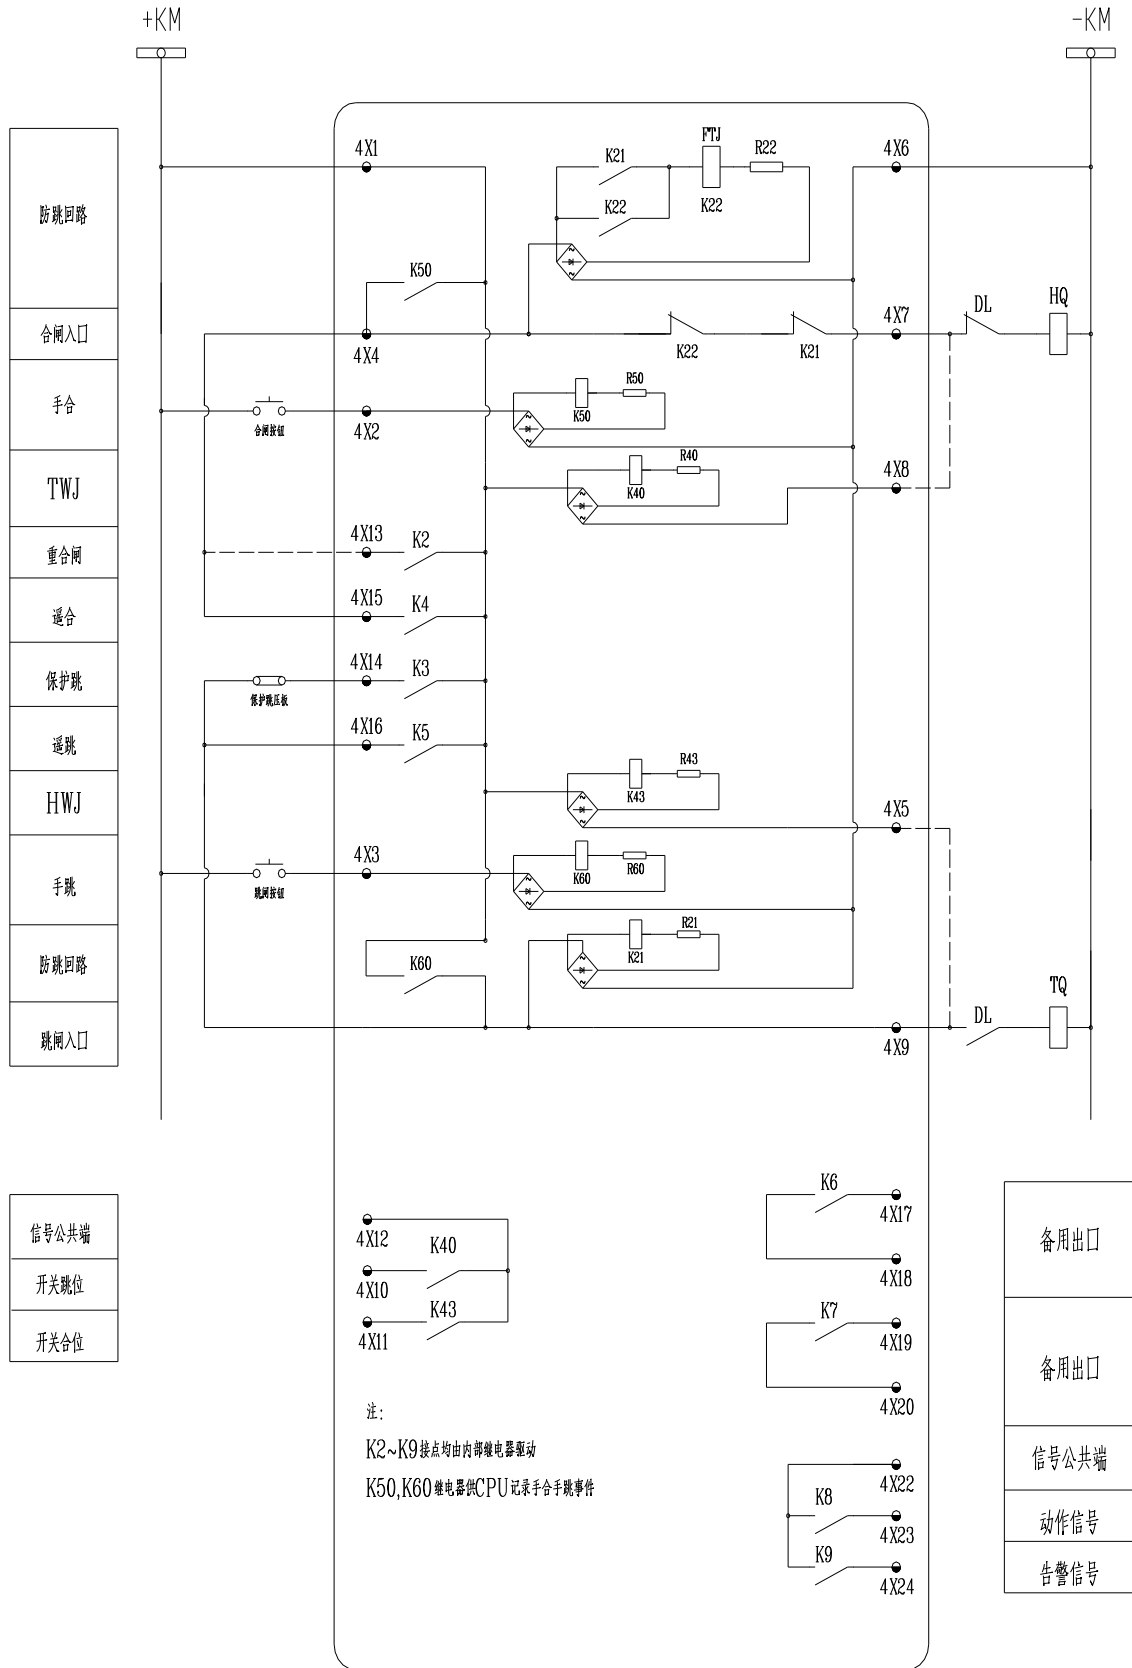 +KM
-KM
防跳回路
合闸入口
手合
TWJ
重合闸
遥合
保护跳
遥跳
HWJ
手跳
防跳回路
跳闸入口
4X1
K21
FTJ
R22
4X6
K22
K22
K50
4X4
K22
K21
4X7
DL
HQ
合闸按钮
4X2
K50
R50
K40
R40
4X8
4X13
K2
4X15
K4
保护跳压板
4X14
K3
4X16
K5
K43
R43
4X5
跳闸按钮
4X3
K60
R60
K21
R21
K60
4X9
DL
TQ
信号公共端
开关跳位
开关合位
4X12
K40
4X10
K43
4X11
K6
4X17
4X18
备用出口
K7
4X19
4X20
备用出口
信号公共端
动作信号
告警信号
4X22
K8
4X23
K9
4X24
注:
K2~K9接点均由内部继电器驱动
K50,K60继电器供CPU记录手合手跳事件